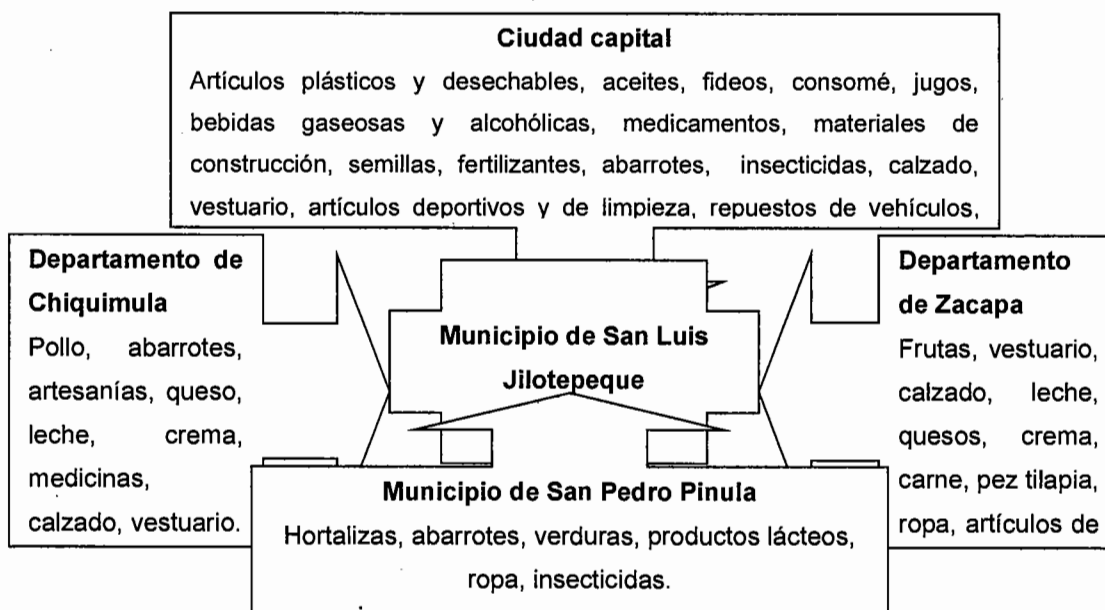 Ciudad capital
Artículos plásticos y desechables, aceites, fideos, consomé, jugos,
bebidas gaseosas y alcohólicas, medicamentos, materiales de
construcción, semillas, fertilizantes, abarrotes, insecticidas, calzado,
vestuario, artículos deportivos y de limpieza, repuestos de vehículos,
Departamento de
Chiquimula
Pollo, abarrotes,
artesanías, queso,
leche, crema,
medicinas,
calzado, vestuario.
Municipio de San Luis
Jilotepeque
Departamento
de Zacapa
Frutas, vestuario,
calzado, leche,
quesos, crema,
carne, pez tilapia,
ropa, artículos de
Municipio de San Pedro Pinula
Hortalizas, abarrotes, verduras, productos lácteos,
ropa, insecticidas.